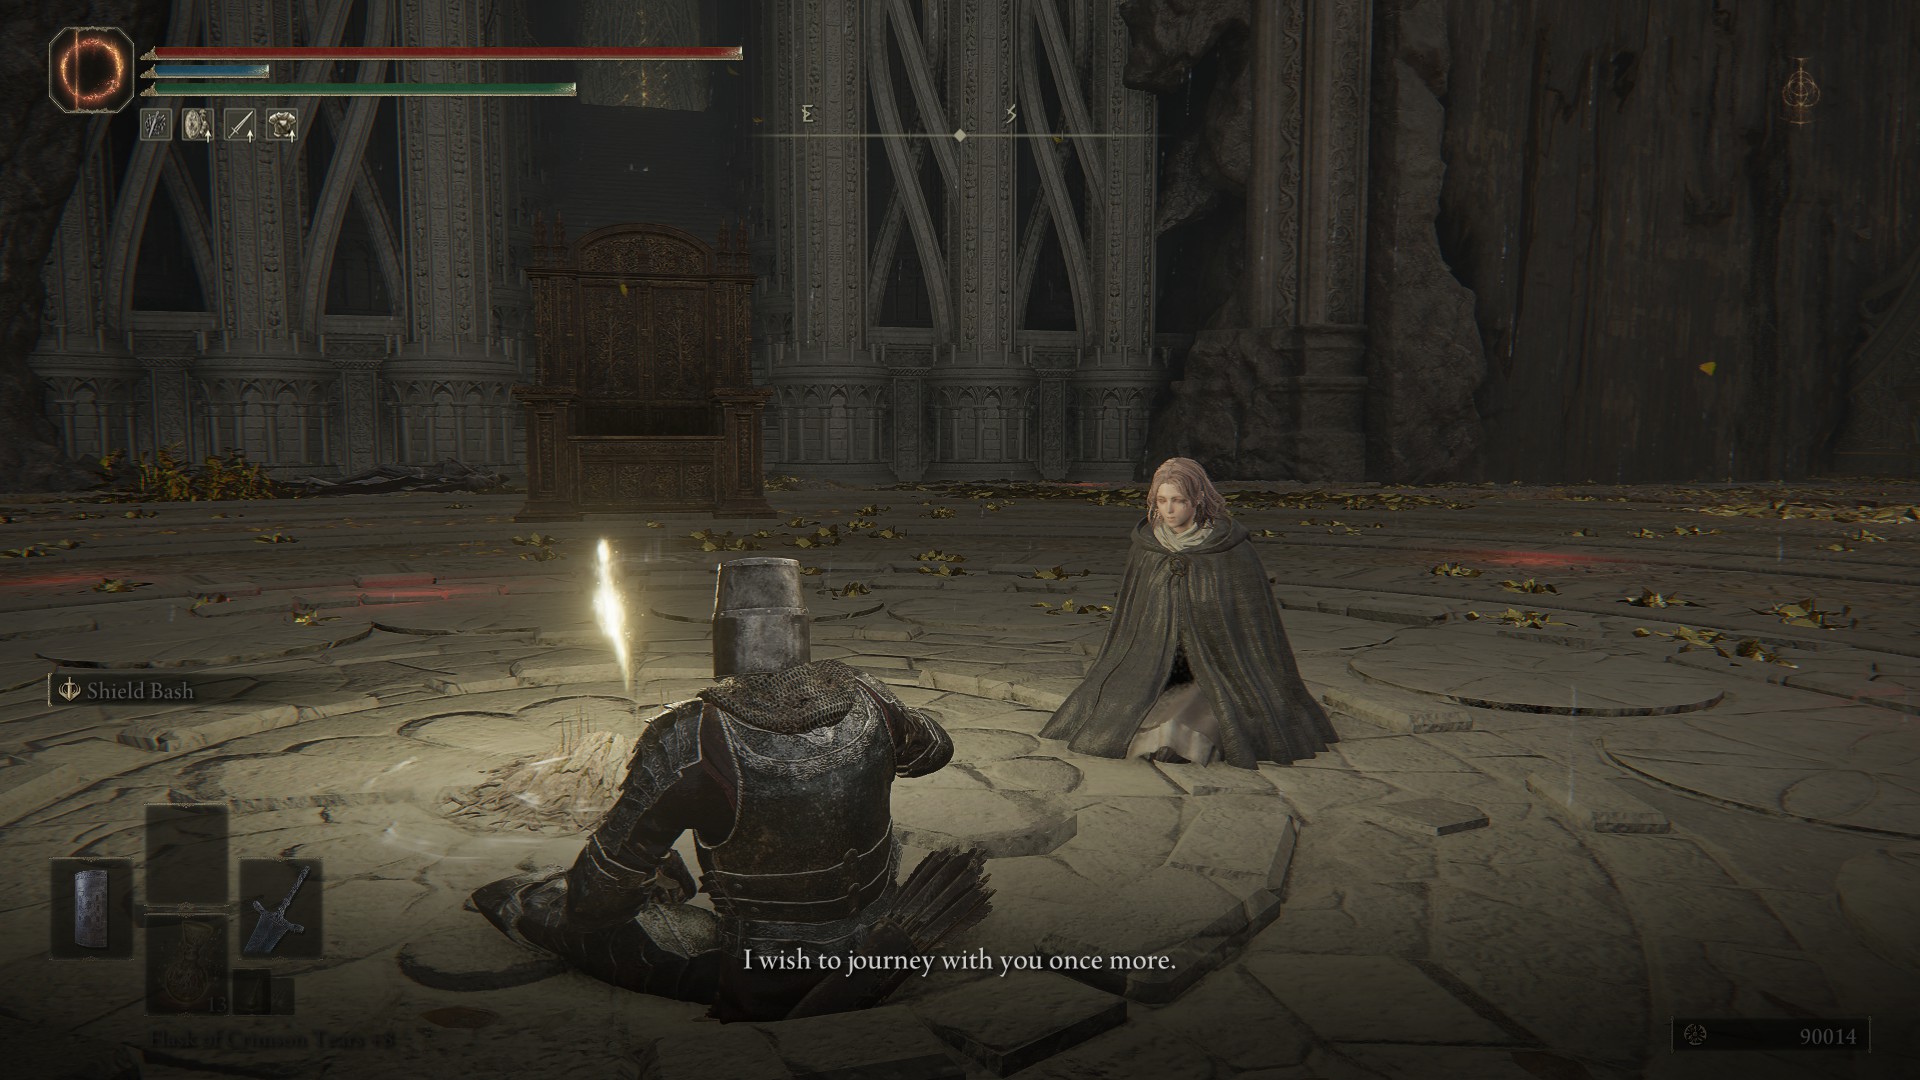 E
S
Shield Bash
I wish to journey with you once more.
13
Flask of Crimson Tears +8
90014